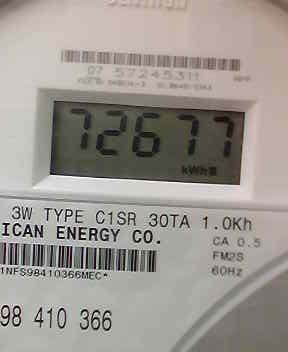 07 57245311
72677
kWh
3W TYPE C1SR 30TA 1.0Kh
ICAN ENERGY CO.
CA 0.5
FM2S
1NFS98410366MEC*
60Hz
98 410 366